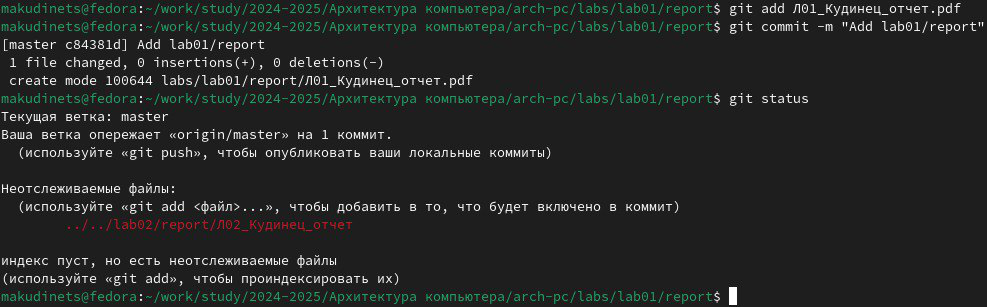 makudinets@fedora:~/work/study/2024-2025/Архитектура компьютера/arch-pc/labs/lab01/report$ git add Л01_Кудинец_отчет.pdf
makudinets@fedora:~/work/study/2024-2025/Архитектура компьютера/arch-pc/labs/lab01/report$ git commit -m "Add lab01/report"
[master c84381d] Add lab01/report
1 file changed, 0 insertions(+), 0 deletions(-)
create mode 100644 labs/lab01/report/Л01_Кудинец_отчет.pdf
makudinets@fedora:~/work/study/2024-2025/Архитектура компьютера/arch-pc/labs/lab01/report$ git status
Текущая ветка: master
Ваша ветка опережает «origin/master» на 1 коммит.
(используйте «git push», чтобы опубликовать ваши локальные коммиты)
Неотслеживаемые файлы:
(используйте «git add <файл>...», чтобы добавить в то, что будет включено в коммит)
../../lab02/report/Л02_Кудинец_отчет
индекс пуст, но есть неотслеживаемые файлы
(используйте «git add», чтобы проиндексировать их)
makudinets@fedora:~/work/study/2024-2025/Архитектура компьютера/arch-pc/labs/lab01/report$